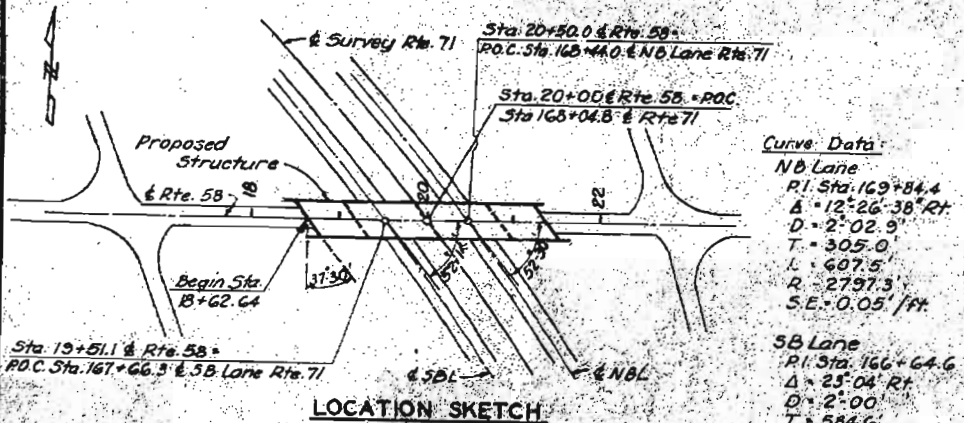 N
℄ Survey Rte. 71
Sta. 20+50.0 ℄ Rte. 58=
P.O.C. Sta. 168+44.0 ℄ NB Lane Rte. 71
Sta. 20+00 ℄ Rte. 58 = POC
Sta 168+04.8 ℄ Rte 71
Proposed
Structure
℄ Rte. 58
18
20
22
Begin Sta.
18+62.64
37°30'
Sta. 19+51.1 ℄ Rte. 58=
P.O.C. Sta. 167+66.3 ℄ SB Lane Rte. 71
℄ SBL
℄ NBL
LOCATION SKETCH
Curve Data:
NB Lane
P.I. Sta. 169+84.4
Δ = 12°-26'-38" Rt
D = 2°-02.9'
T = 305.0'
L = 607.5'
R = 2797.3'
S.E. = 0.05'/ft.
SB Lane
P.I. Sta. 166+64.6
Δ = 23°-04' Rt
D = 2°-00'
T = 584.6'